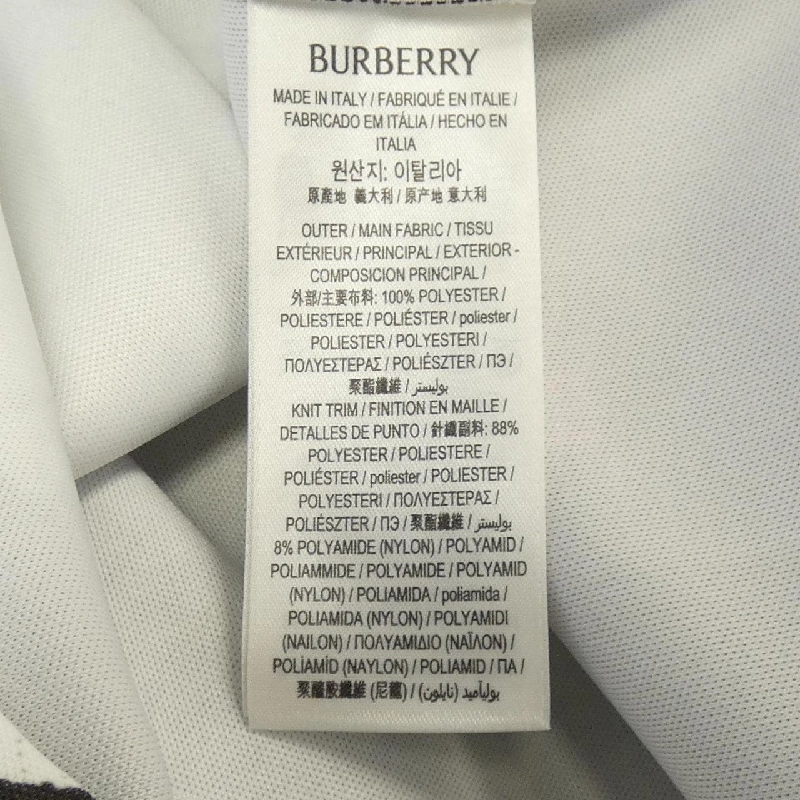 BURBERRY
MADE IN ITALY / FABRIQUÉ EN ITALIE /
FABRICADO EM ITÁLIA / HECHO EN
ITALIA
원산지: 이탈리아
原產地 義大利 / 原产地 意大利
OUTER / MAIN FABRIC / TISSU
EXTÉRIEUR / PRINCIPAL / EXTERIOR -
COMPOSICION PRINCIPAL /
外部/主要布料: 100% POLYESTER /
POLIESTERE / POLIÉSTER / poliester /
POLIESTER / POLYESTERI /
ΠΟΛΥΕΣΤΕΡΑΣ / POLIÉSZTER / ПЭ /
聚酯纖維 / بوليستر
KNIT TRIM / FINITION EN MAILLE /
DETALLES DE PUNTO / 針織副料: 88%
POLYESTER / POLIESTERE /
POLIÉSTER / poliester / POLIESTER /
POLYESTERI / ΠΟΛΥΕΣΤΕΡΑΣ /
POLIÉSZTER / ПЭ / 聚酯纖維 / بوليستر
8% POLYAMIDE (NYLON) / POLYAMID /
POLIAMMIDE / POLYAMIDE / POLYAMID
(NYLON) / POLIAMIDA / poliamida /
POLIAMIDA (NYLON) / POLYAMIDI
(NAILON) / ΠΟΛΥΑΜΙΔΙΟ (ΝΑΪΛΟΝ) /
POLİAMİD (NAYLON) / POLIAMID / ПА /
聚醯胺纖維 (尼龍) / بولياميد (نايلون)